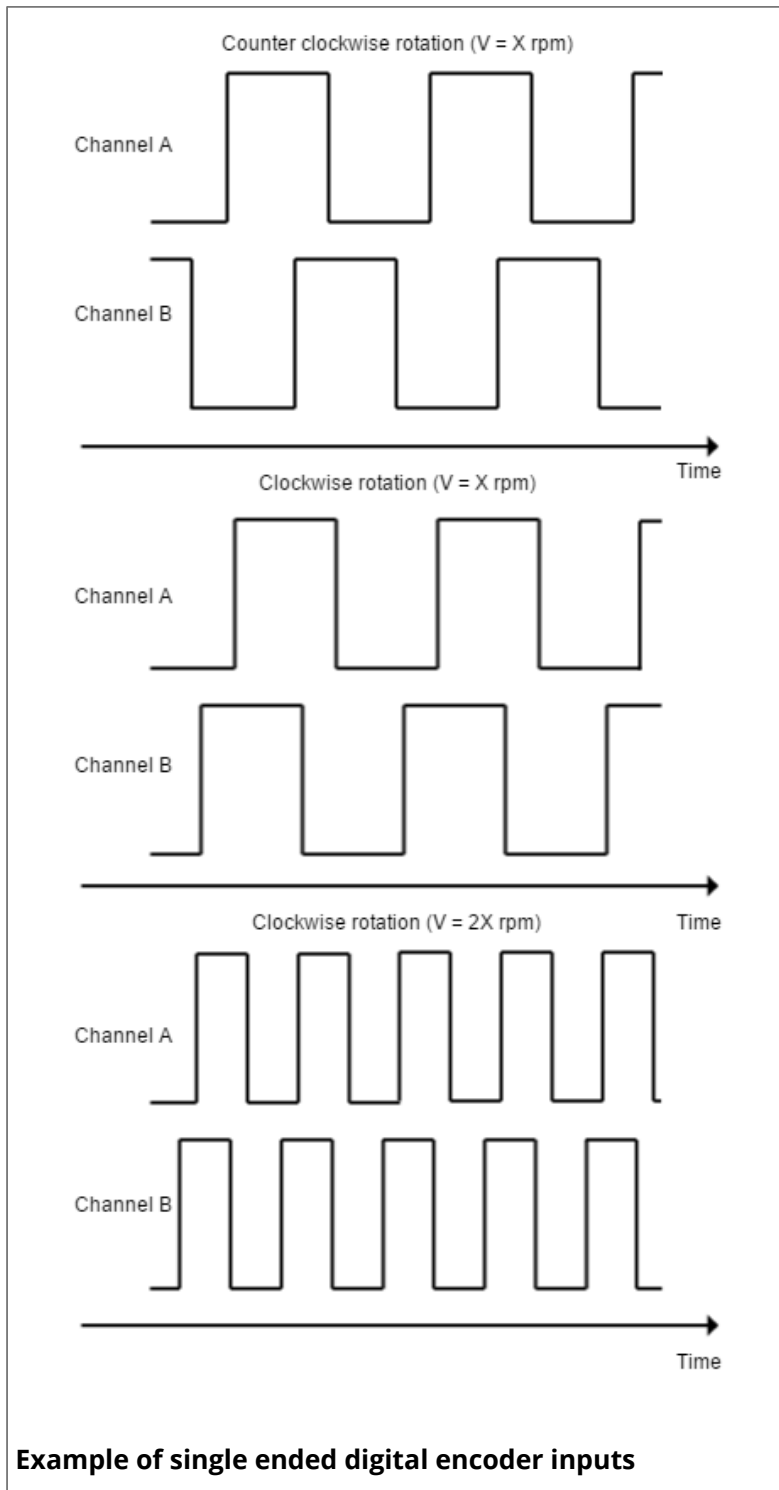 Counter clockwise rotation (V = X rpm)
Channel A
Channel B
Time
Clockwise rotation (V = X rpm)
Channel A
Channel B
Time
Clockwise rotation (V = 2X rpm)
Channel A
Channel B
Time
Example of single ended digital encoder inputs